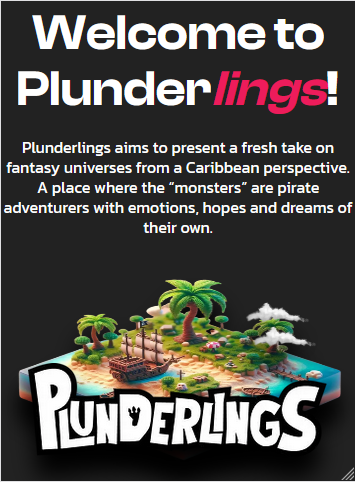 Welcome to
Plunderlings!
Plunderlings aims to present a fresh take on
fantasy universes from a Caribbean perspective.
A place where the “monsters” are pirate
adventurers with emotions, hopes and dreams of
their own.
PLUNDERLINGS